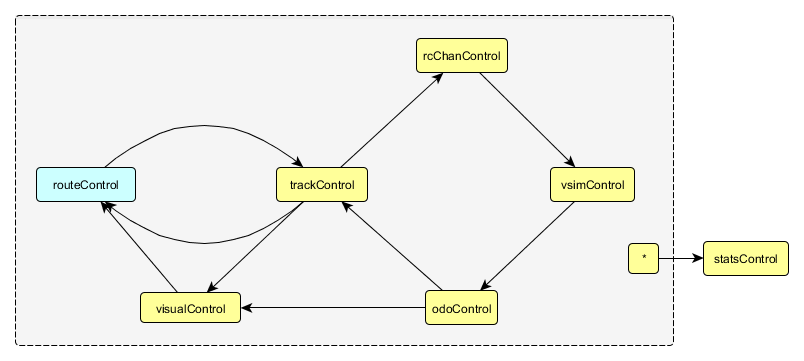 rcChanControl
routeControl
trackControl
vsimControl
*
statsControl
visualControl
odoControl